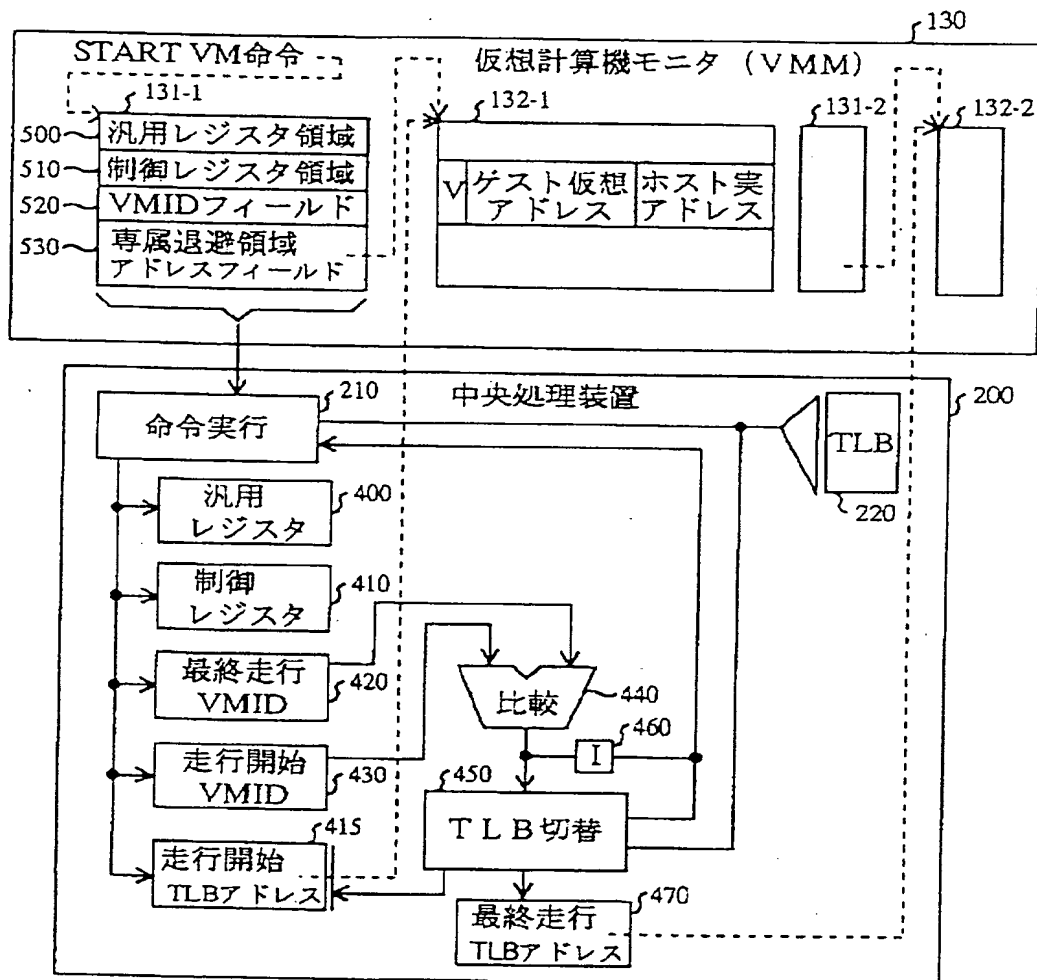 130
START VM命令
仮想計算機モニタ (VMM)
131-1
132-1
131-2
132-2
500
汎用レジスタ領域
510
制御レジスタ領域
520
VMIDフィールド
530
専属退避領域
アドレスフィールド
V
ゲスト仮想
アドレス
ホスト実
アドレス
210
中央処理装置
200
命令実行
TLB
220
汎用
レジスタ
400
制御
レジスタ
410
最終走行
VMID
420
比較
440
走行開始
VMID
430
I
460
450
TLB切替
415
走行開始
TLBアドレス
最終走行
TLBアドレス
470